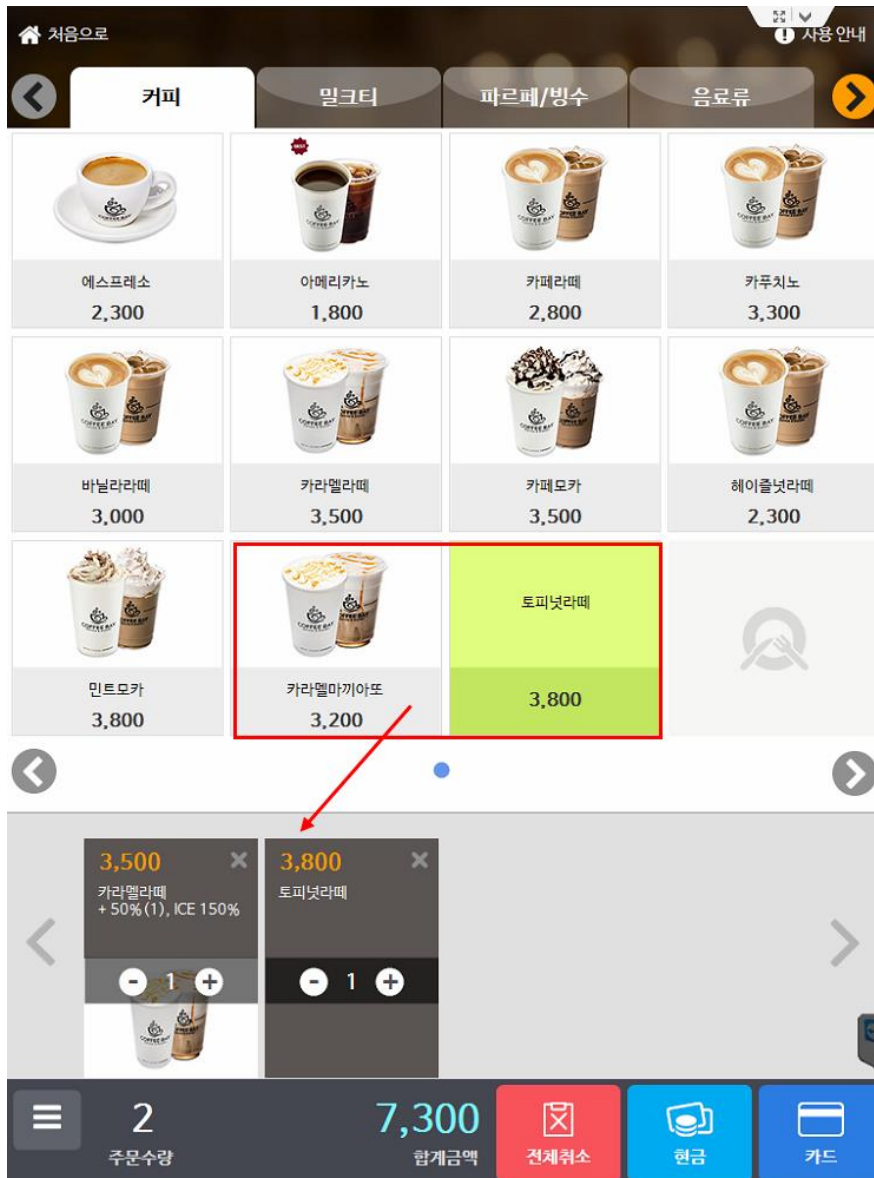 처음으로
사용 안내
커피
밀크티
파르페/빙수
음료류
에스프레소
2,300
아메리카노
1,800
카페라떼
2,800
카푸치노
3,300
바닐라라떼
3,000
카라멜라떼
3,500
카페모카
3,500
헤이즐넛라떼
2,300
민트모카
3,800
카라멜마끼아또
3,200
토피넛라떼
3,800
3,500
카라멜라떼
+ 50%(1), ICE 150%
- 1 +
3,800
토피넛라떼
- 1 +
2
주문수량
7,300
합계금액
전체취소
현금
카드
COFFEE BAY